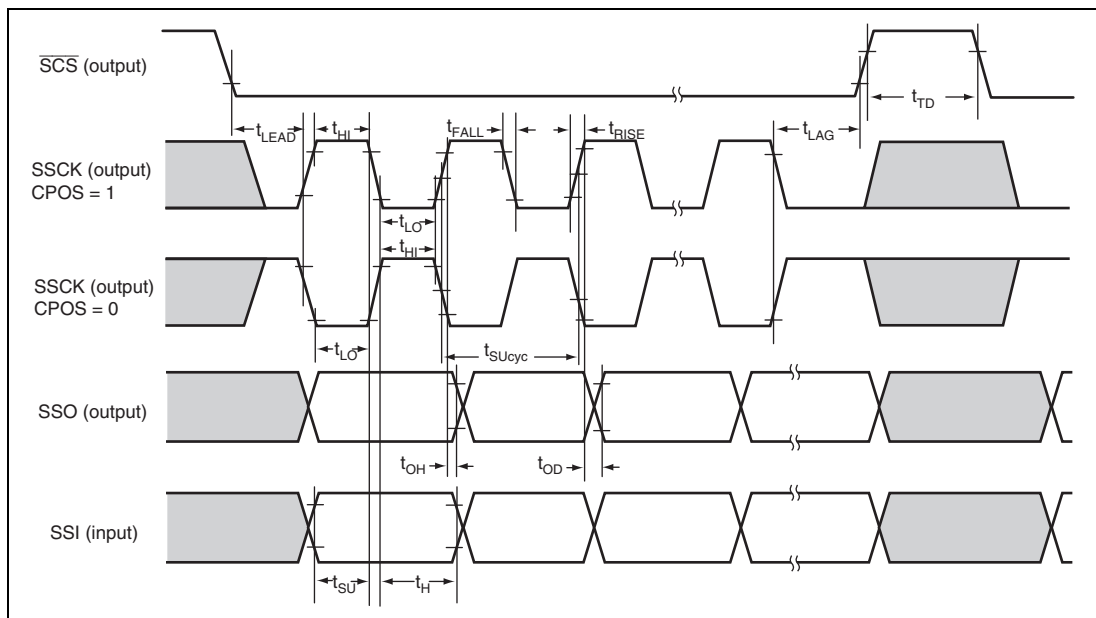 SCS (output)
tTD
tLEAD
tHI
tFALL
tRISE
tLAG
SSCK (output)
CPOS = 1
tLO
tHI
SSCK (output)
CPOS = 0
tLO
tSUcyc
SSO (output)
tOH
tOD
SSI (input)
tSU
tH